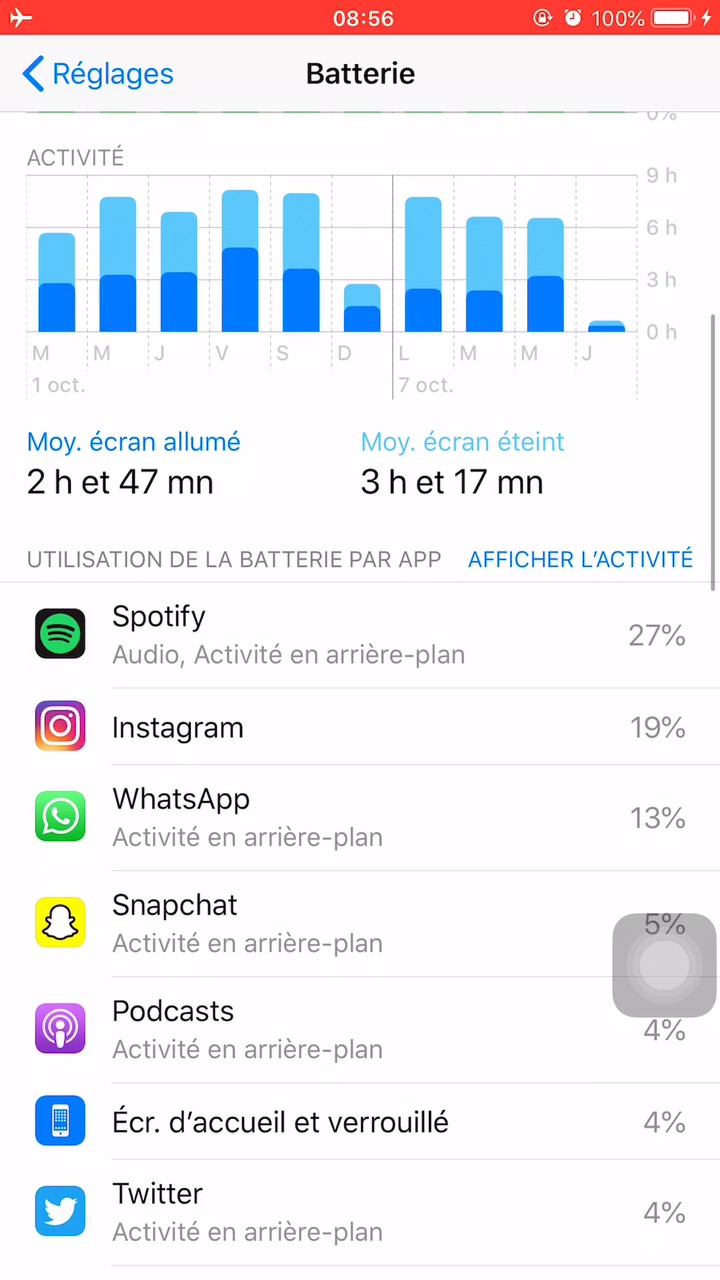 08:56 100%
Réglages Batterie
0%
ACTIVITÉ
9 h
6 h
3 h
0 h
M M J V S D L M M J
1 oct. 7 oct.
Moy. écran allumé Moy. écran éteint
2 h et 47 mn 3 h et 17 mn
UTILISATION DE LA BATTERIE PAR APP AFFICHER L’ACTIVITÉ
Spotify 27%
Audio, Activité en arrière-plan
Instagram 19%
WhatsApp 13%
Activité en arrière-plan
Snapchat 5%
Activité en arrière-plan
Podcasts 4%
Activité en arrière-plan
Écr. d’accueil et verrouillé 4%
Twitter 4%
Activité en arrière-plan